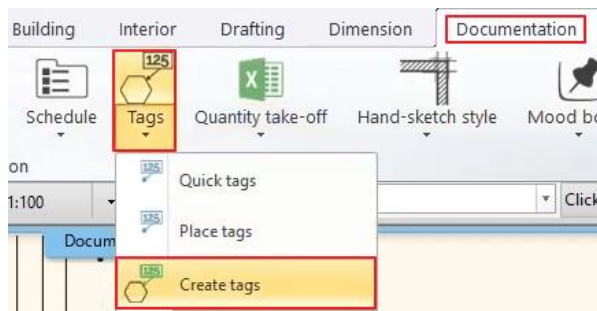 Building Interior Drafting Dimension Documentation
125
Schedule Tags Quantity take-off Hand-sketch style Mood bo
on
125 Quick tags
1:100 Click
125 Place tags
Docum
125 Create tags